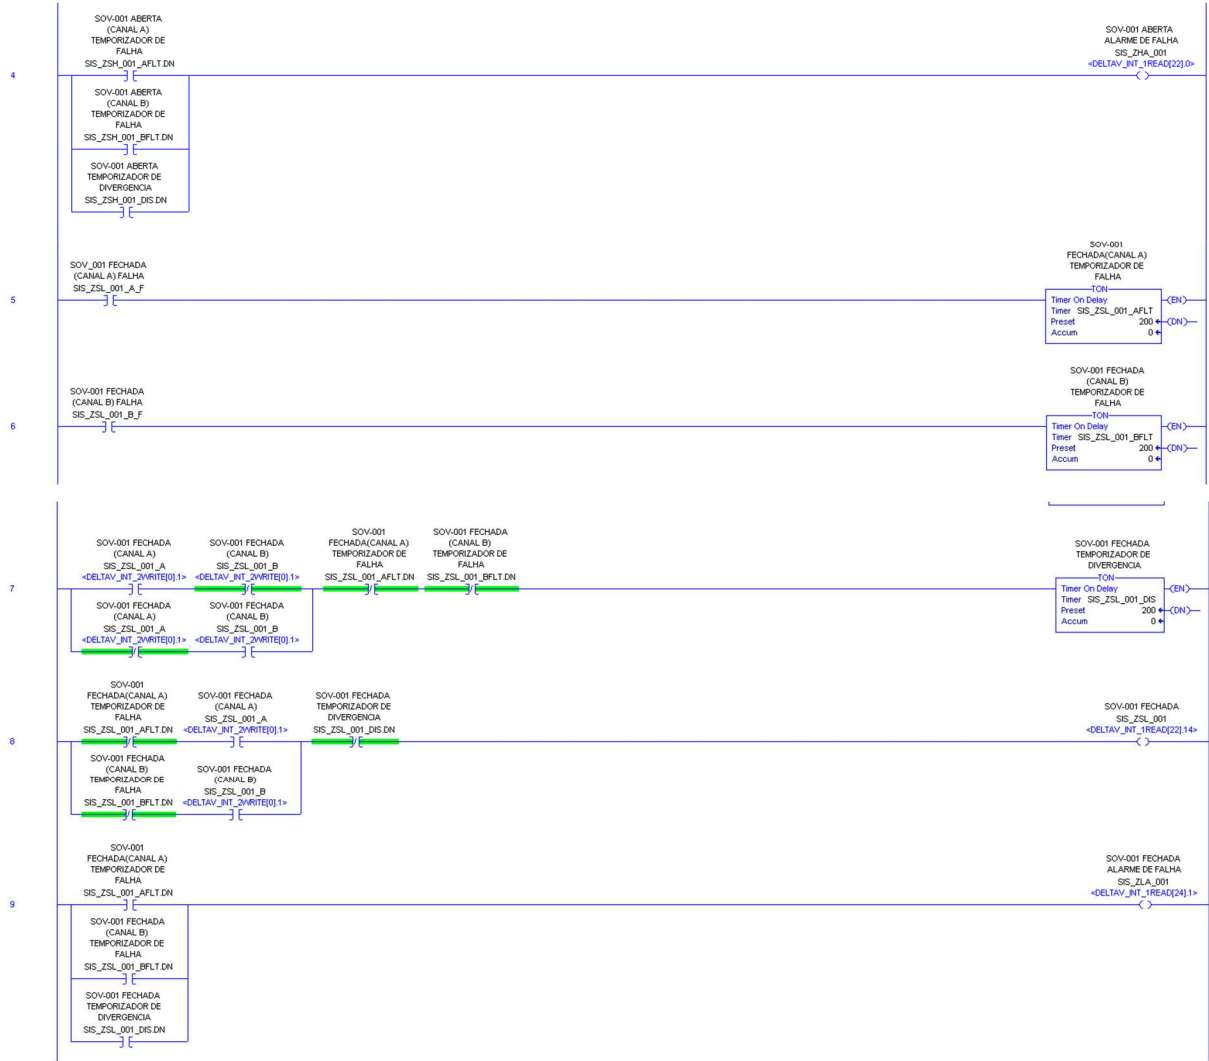 SOV-001 ABERTA
(CANAL A)
TEMPORIZADOR DE
FALHA
SIS_ZSH_001_AFLT.DN
SOV-001 ABERTA
ALARME DE FALHA
SIS_ZHA_001
<DELTAV_INT_1READ[22].0>
4
SOV-001 ABERTA
(CANAL B)
TEMPORIZADOR DE
FALHA
SIS_ZSH_001_BFLT.DN
SOV-001 ABERTA
TEMPORIZADOR DE
DIVERGENCIA
SIS_ZSH_001_DIS.DN
SOV_001 FECHADA
(CANAL A) FALHA
SIS_ZSL_001_A_F
SOV-001
FECHADA(CANAL A)
TEMPORIZADOR DE
FALHA
5
TON
Timer On Delay
Timer SIS_ZSL_001_AFLT
Preset 200
Accum 0
(EN)
(DN)
SOV-001 FECHADA
(CANAL B) FALHA
SIS_ZSL_001_B_F
SOV-001 FECHADA
(CANAL B)
TEMPORIZADOR DE
FALHA
6
TON
Timer On Delay
Timer SIS_ZSL_001_BFLT
Preset 200
Accum 0
(EN)
(DN)
SOV-001 FECHADA
(CANAL A)
SIS_ZSL_001_A
<DELTAV_INT_2WRITE[0].1>
SOV-001 FECHADA
(CANAL B)
SIS_ZSL_001_B
<DELTAV_INT_2WRITE[0].1>
SOV-001
FECHADA(CANAL A)
TEMPORIZADOR DE
FALHA
SIS_ZSL_001_AFLT.DN
SOV-001 FECHADA
(CANAL B)
TEMPORIZADOR DE
FALHA
SIS_ZSL_001_BFLT.DN
SOV-001 FECHADA
TEMPORIZADOR DE
DIVERGENCIA
7
TON
Timer On Delay
Timer SIS_ZSL_001_DIS
Preset 200
Accum 0
(EN)
(DN)
SOV-001 FECHADA
(CANAL A)
SIS_ZSL_001_A
<DELTAV_INT_2WRITE[0].1>
SOV-001 FECHADA
(CANAL B)
SIS_ZSL_001_B
<DELTAV_INT_2WRITE[0].1>
SOV-001
FECHADA(CANAL A)
TEMPORIZADOR DE
FALHA
SIS_ZSL_001_AFLT.DN
SOV-001 FECHADA
(CANAL A)
SIS_ZSL_001_A
<DELTAV_INT_2WRITE[0].1>
SOV-001 FECHADA
TEMPORIZADOR DE
DIVERGENCIA
SIS_ZSL_001_DIS.DN
SOV-001 FECHADA
SIS_ZSL_001
<DELTAV_INT_1READ[22].14>
8
SOV-001 FECHADA
(CANAL B)
TEMPORIZADOR DE
FALHA
SIS_ZSL_001_BFLT.DN
SOV-001 FECHADA
(CANAL B)
SIS_ZSL_001_B
<DELTAV_INT_2WRITE[0].1>
SOV-001
FECHADA(CANAL A)
TEMPORIZADOR DE
FALHA
SIS_ZSL_001_AFLT.DN
SOV-001 FECHADA
ALARME DE FALHA
SIS_ZLA_001
<DELTAV_INT_1READ[24].1>
9
SOV-001 FECHADA
(CANAL B)
TEMPORIZADOR DE
FALHA
SIS_ZSL_001_BFLT.DN
SOV-001 FECHADA
TEMPORIZADOR DE
DIVERGENCIA
SIS_ZSL_001_DIS.DN